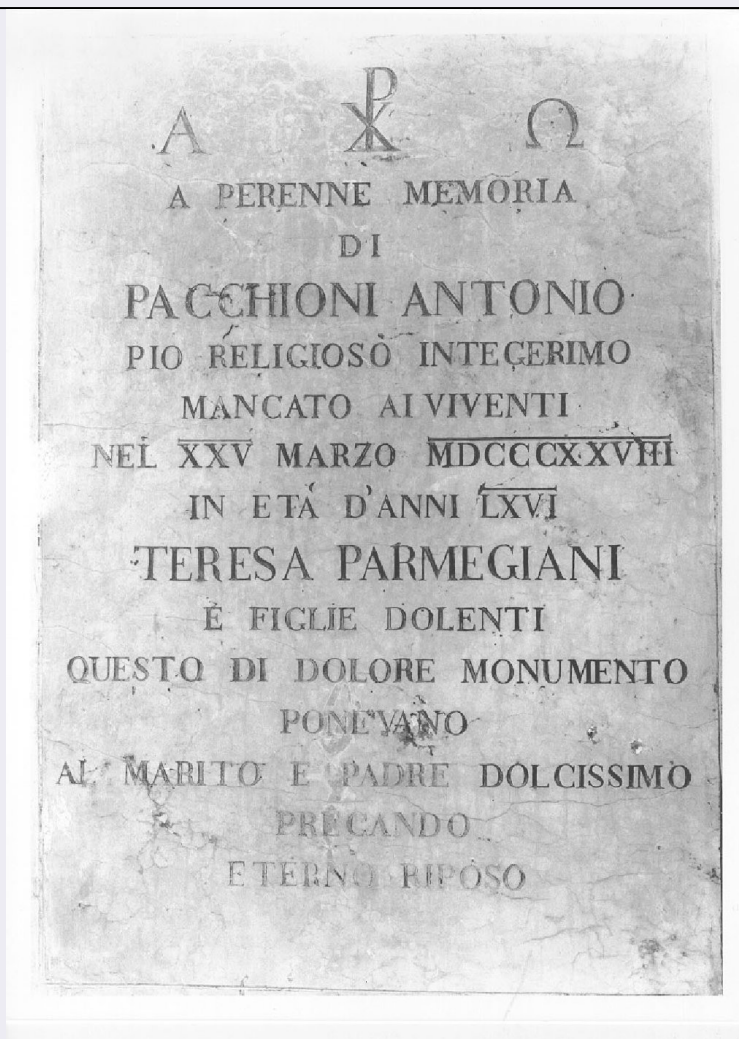 Α ☧ Ω
A PERENNE MEMORIA
DI
PACCHIONI ANTONIO
PIO RELIGIOSO INTEGERIMO
MANCATO AI VIVENTI
NEL XXV MARZO MDCCCXXVIII
IN ETÁ D'ANNI LXVI
TERESA PARMEGIANI
E FIGLIE DOLENTI
QUESTO DI DOLORE MONUMENTO
PONEVANO
AL MARITO E PADRE DOLCISSIMO
PREGANDO
ETERNO RIPOSO